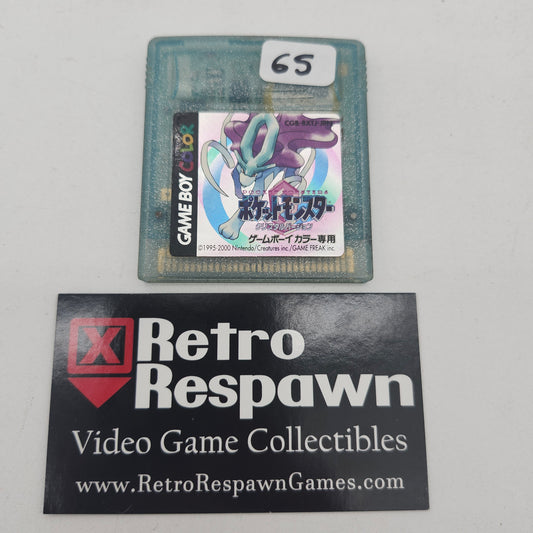 65
CGB-BXTJ-JPN
GAME BOY COLOR
ポケットモンスター
クリスタルバージョン
ゲームボーイカラー専用
©1995-2000 Nintendo/Creatures inc./GAME FREAK inc.
X Retro
Respawn
Video Game Collectibles
www.RetroRespawnGames.com